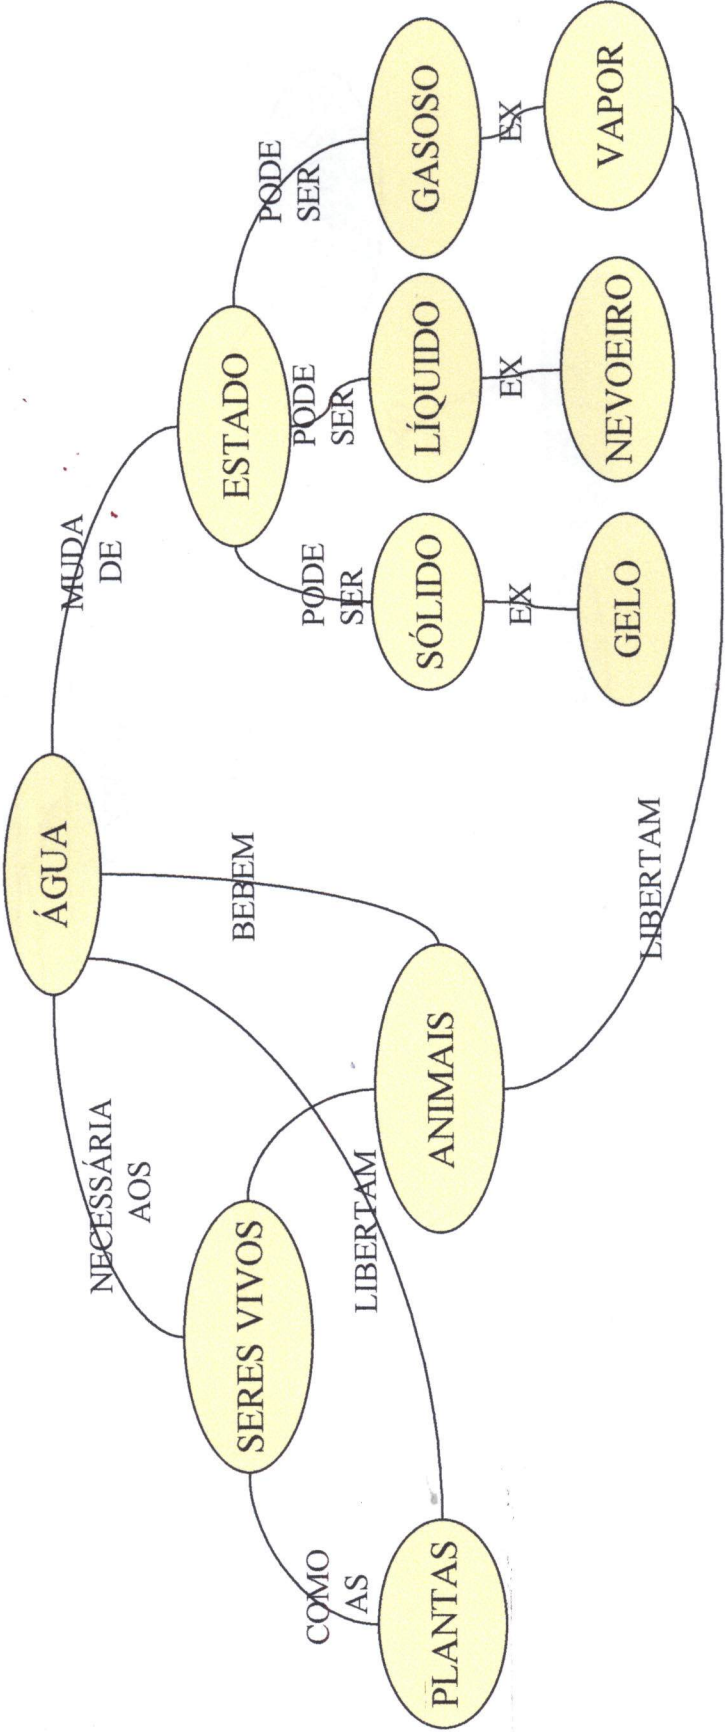 ÁGUA
NECESSÁRIA
AOS
BEBEM
MUDA
DE
SERES VIVOS
ESTADO
COMO
AS
LIBERTAM
PODE
SER
PODE
SER
PODE
SER
PLANTAS
ANIMAIS
SÓLIDO
LÍQUIDO
GASOSO
EX
EX
EX
GELO
NEVOEIRO
VAPOR
LIBERTAM